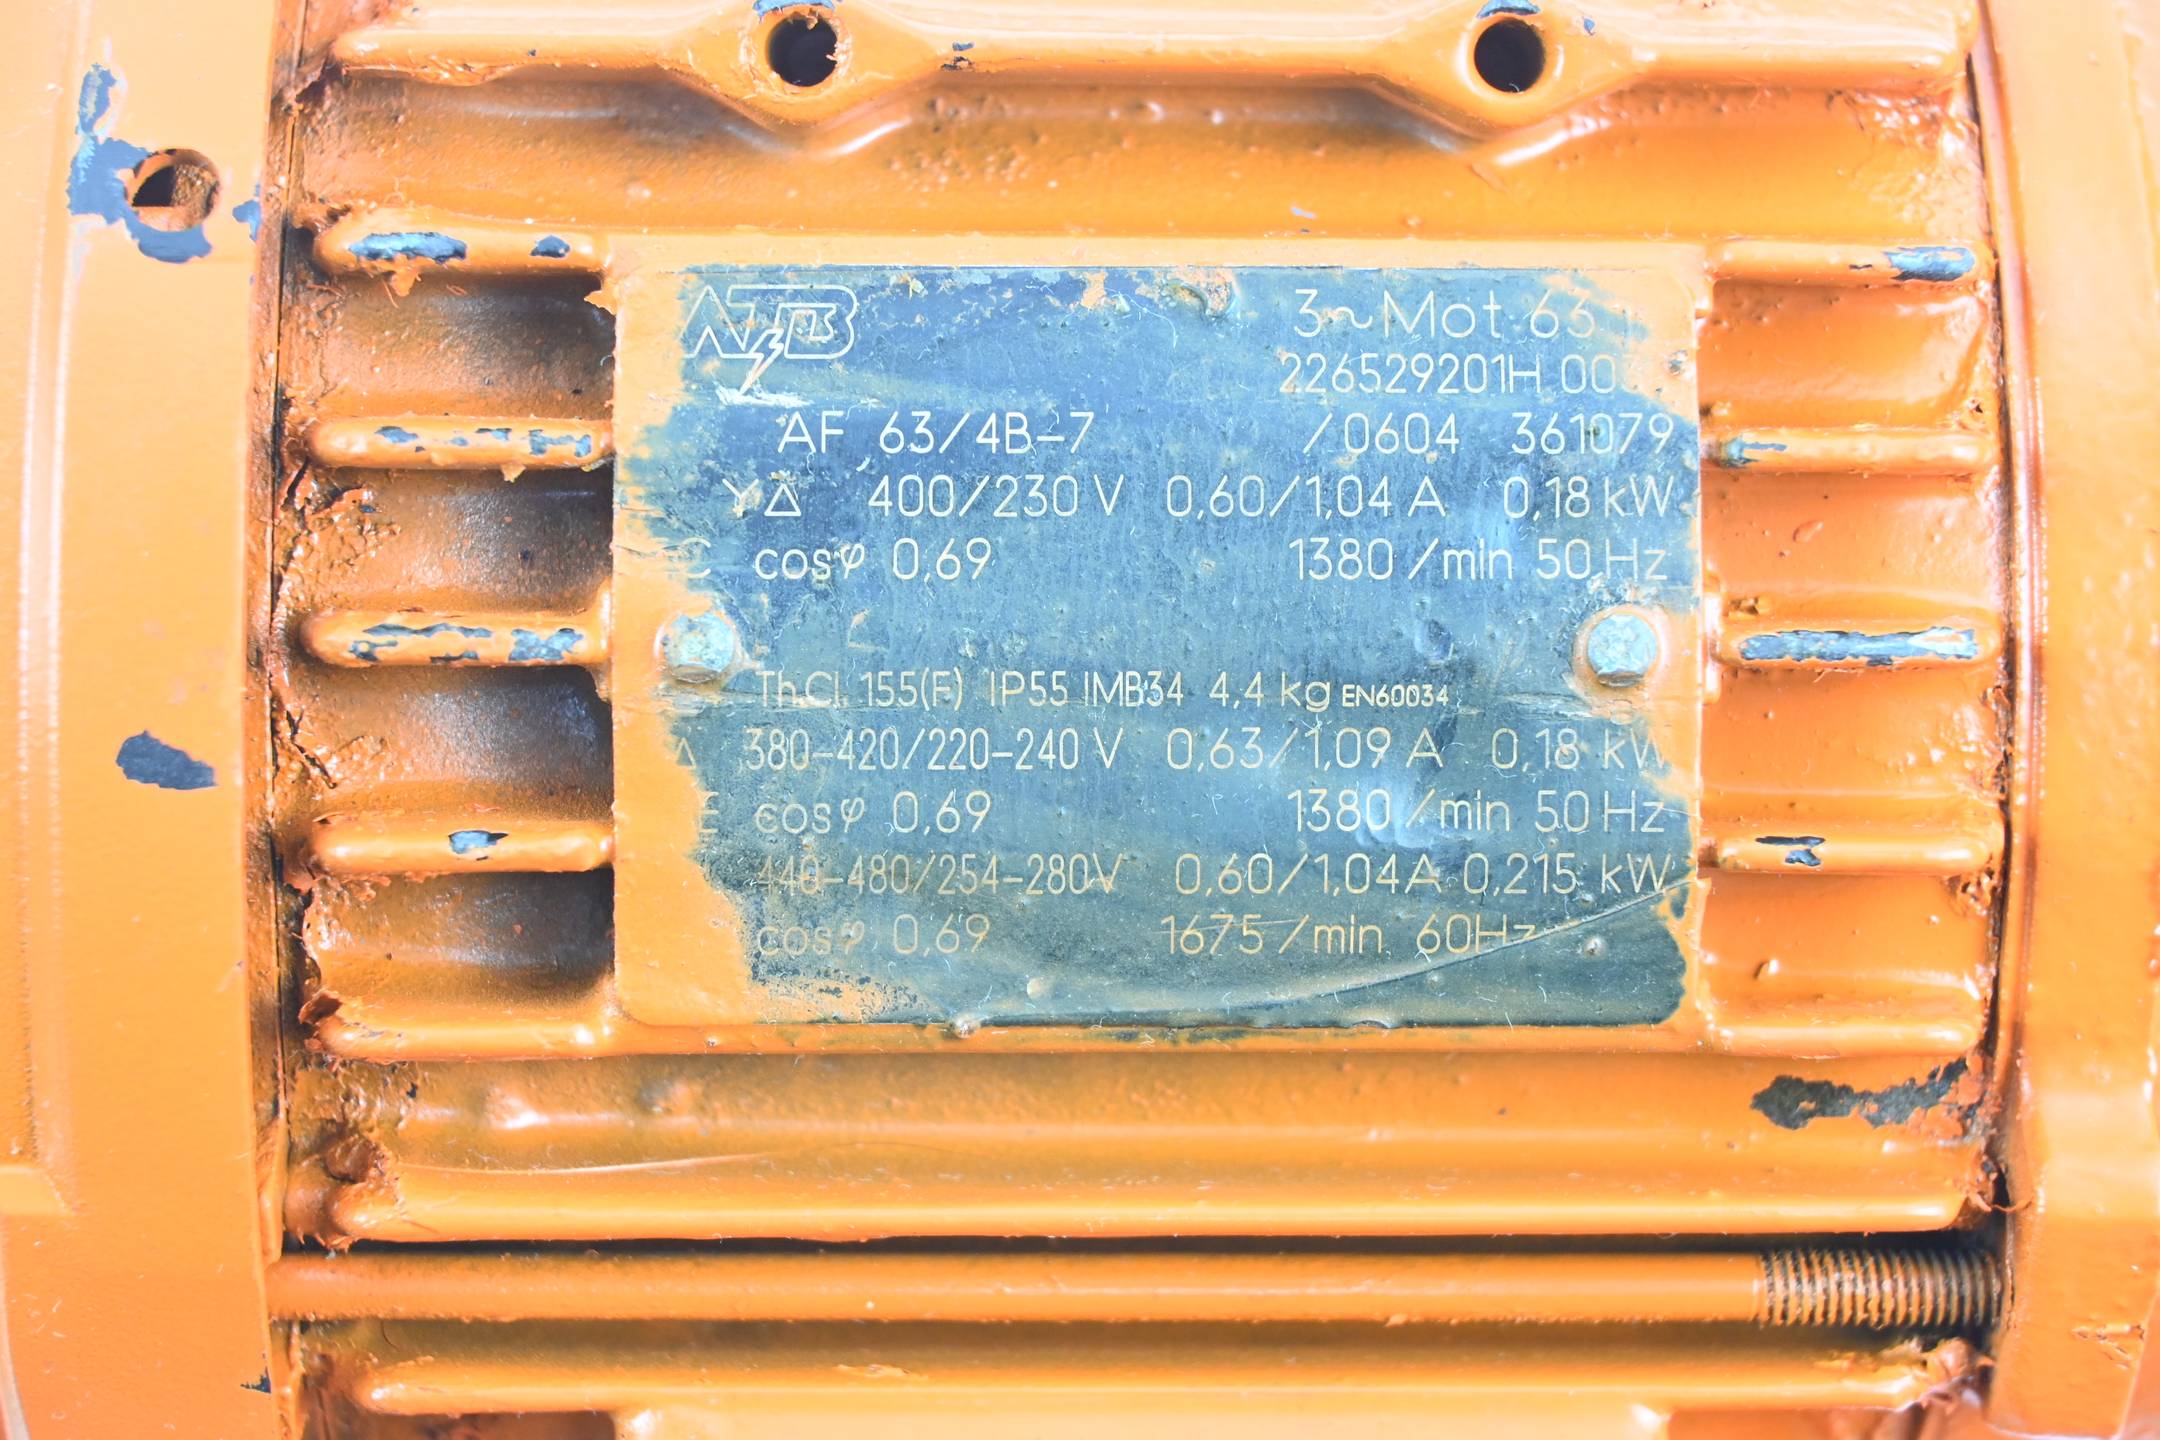 ATB 3~Mot 63
226529201H 00
AF 63/4B-7 /0604 361079
Y△ 400/230 V 0,60/1,04 A 0,18 kW
cosφ 0,69 1380 /min 50 Hz
Th.Cl. 155(F) IP55 IMB34 4,4 kg EN60034
△ 380-420/220-240 V 0,63/1,09 A 0,18 kW
cosφ 0,69 1380 /min 50 Hz
440-480/254-280V 0,60/1,04A 0,215 kW
cosφ 0,69 1675 /min 60Hz